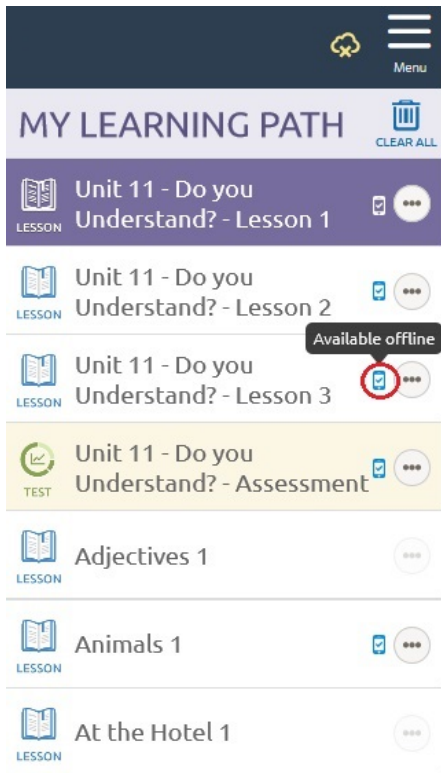 Menu
MY LEARNING PATH
CLEAR ALL
Unit 11 - Do you
Understand? - Lesson 1
LESSON
Unit 11 - Do you
Understand? - Lesson 2
LESSON
Available offline
Unit 11 - Do you
Understand? - Lesson 3
LESSON
Unit 11 - Do you
Understand? - Assessment
TEST
Adjectives 1
LESSON
Animals 1
LESSON
At the Hotel 1
LESSON